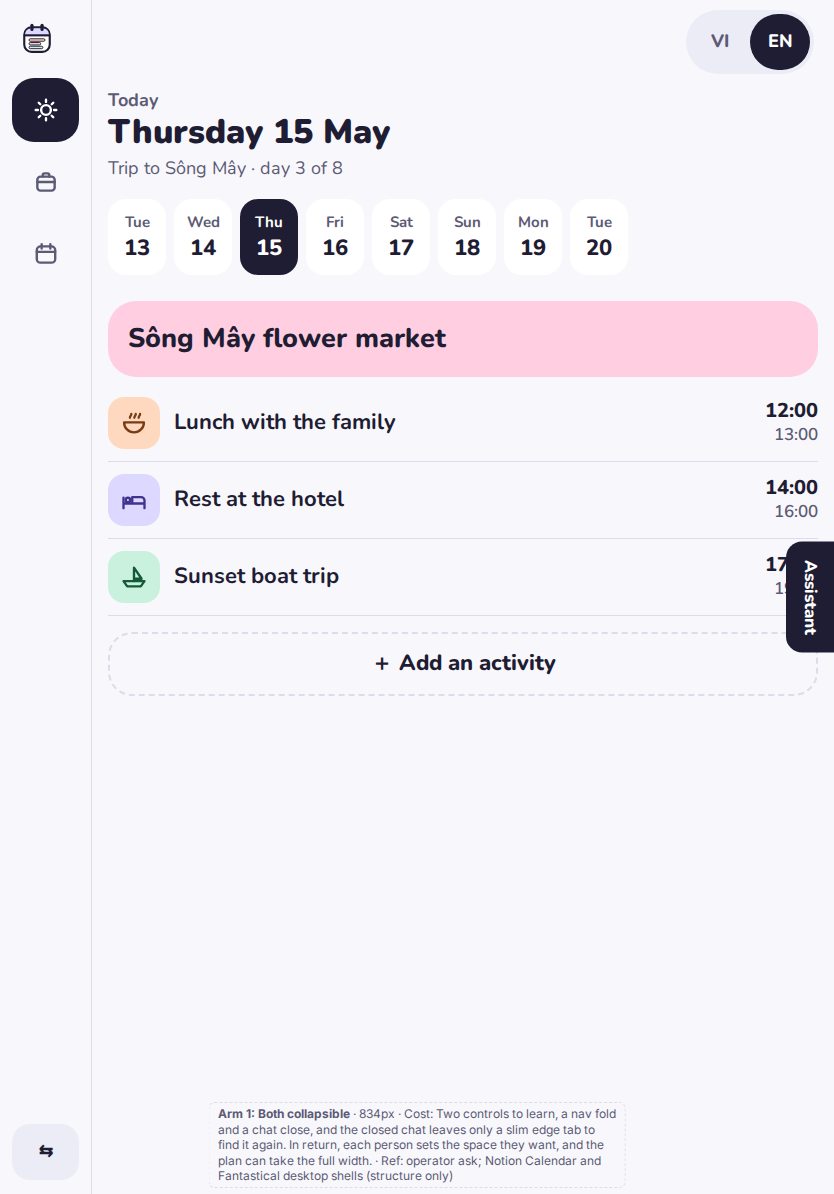 VI EN
Today
Thursday 15 May
Trip to Sông Mây · day 3 of 8
Tue Wed Thu Fri Sat Sun Mon Tue
13 14 15 16 17 18 19 20
Sông Mây flower market
Lunch with the family 12:00
13:00
Rest at the hotel 14:00
16:00
Sunset boat trip
Assistant
+ Add an activity
Arm 1: Both collapsible · 834px · Cost: Two controls to learn, a nav fold
and a chat close, and the closed chat leaves only a slim edge tab to
find it again. In return, each person sets the space they want, and the
plan can take the full width. · Ref: operator ask; Notion Calendar and
Fantastical desktop shells (structure only)